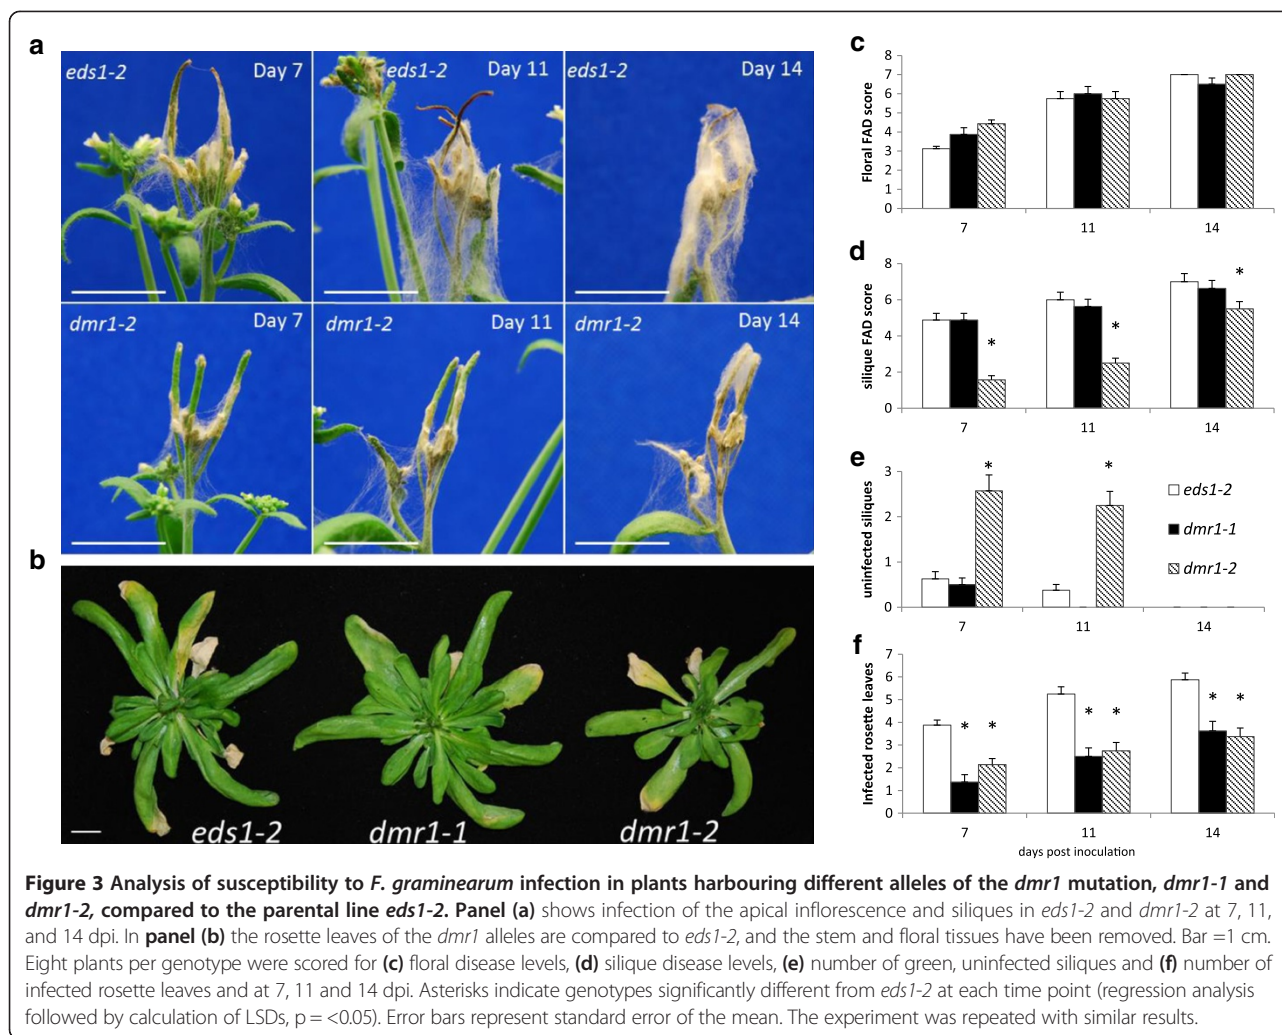 a
eds1-2 Day 7
eds1-2 Day 11
eds1-2 Day 14
dmr1-2 Day 7
dmr1-2 Day 11
dmr1-2 Day 14
b
eds1-2 dmr1-1 dmr1-2
c
Floral FAD score
8
7
6
5
4
3
2
1
0
7 11 14
d
silique FAD score
8
6
4
2
0
* * *
7 11 14
e
uninfected siliques
3
2
1
0
* *
eds1-2
dmr1-1
dmr1-2
7 11 14
f
Infected rosette leaves
7
6
5
4
3
2
1
0
* * * * * *
7 11 14
days post inoculation
Figure 3 Analysis of susceptibility to F. graminearum infection in plants harbouring different alleles of the dmr1 mutation, dmr1-1 and
dmr1-2, compared to the parental line eds1-2. Panel (a) shows infection of the apical inflorescence and siliques in eds1-2 and dmr1-2 at 7, 11,
and 14 dpi. In panel (b) the rosette leaves of the dmr1 alleles are compared to eds1-2, and the stem and floral tissues have been removed. Bar =1 cm.
Eight plants per genotype were scored for (c) floral disease levels, (d) silique disease levels, (e) number of green, uninfected siliques and (f) number of
infected rosette leaves and at 7, 11 and 14 dpi. Asterisks indicate genotypes significantly different from eds1-2 at each time point (regression analysis
followed by calculation of LSDs, p = <0.05). Error bars represent standard error of the mean. The experiment was repeated with similar results.